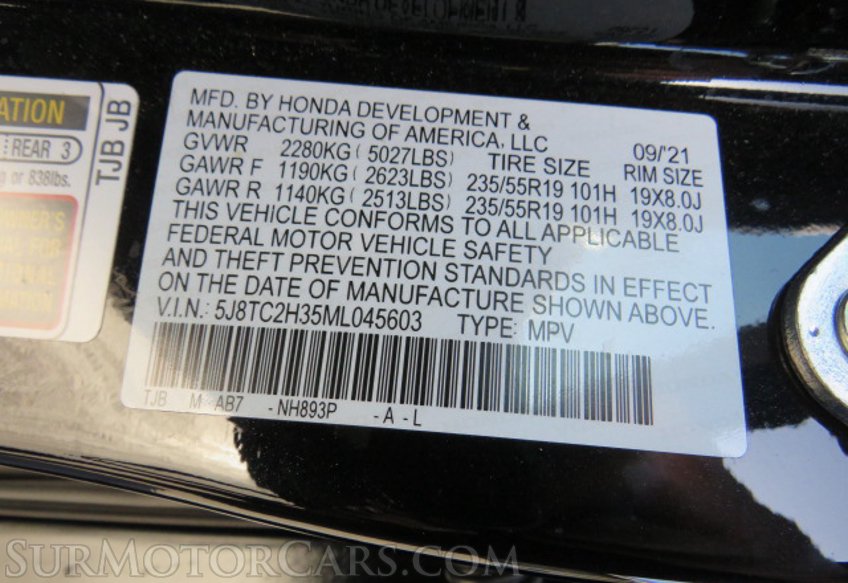 MFD. BY HONDA DEVELOPMENT &
MANUFACTURING OF AMERICA, LLC 09/'21
GVWR 2280KG ( 5027LBS) TIRE SIZE RIM SIZE
GAWR F 1190KG ( 2623LBS) 235/55R19 101H 19X8.0J
GAWR R 1140KG ( 2513LBS) 235/55R19 101H 19X8.0J
THIS VEHICLE CONFORMS TO ALL APPLICABLE
FEDERAL MOTOR VEHICLE SAFETY
AND THEFT PREVENTION STANDARDS IN EFFECT
ON THE DATE OF MANUFACTURE SHOWN ABOVE.
V.I.N.: 5J8TC2H35ML045603 TYPE: MPV
TJB M AB7 - NH893P - A - L
REAR 3
or 838lbs.
TJB JB
SurMotorCars.com